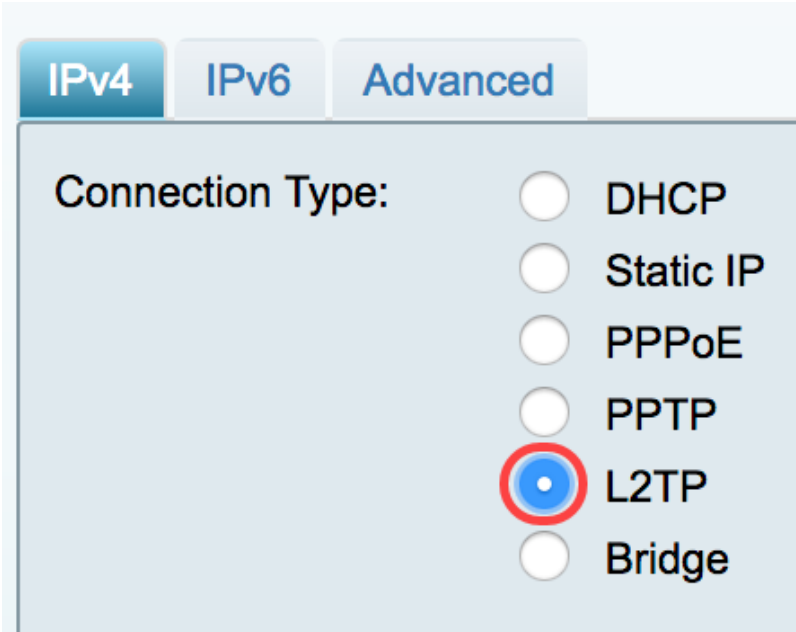 IPv4 IPv6 Advanced
Connection Type: DHCP
Static IP
PPPoE
PPTP
L2TP
Bridge